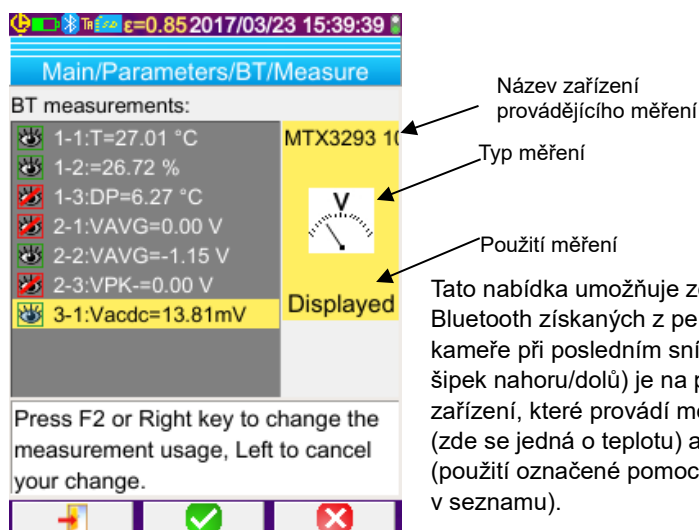 ε=0.85 2017/03/23 15:39:39
Main/Parameters/BT/Measure
BT measurements:
1-1:T=27.01 °C
1-2:=26.72 %
1-3:DP=6.27 °C
2-1:VAVG=0.00 V
2-2:VAVG=-1.15 V
2-3:VPK-=0.00 V
3-1:Vacdc=13.81mV
MTX3293 10
V
Displayed
Press F2 or Right key to change the
measurement usage, Left to cancel
your change.
Název zařízení
provádějícího měření
Typ měření
Použití měření
Tato nabídka umožňuje
Bluetooth získaných z
kameře při posledním
šipek nahoru/dolů) je na
zařízení, které provádí
(zde se jedná o teplotu)
(použití označené
v seznamu).